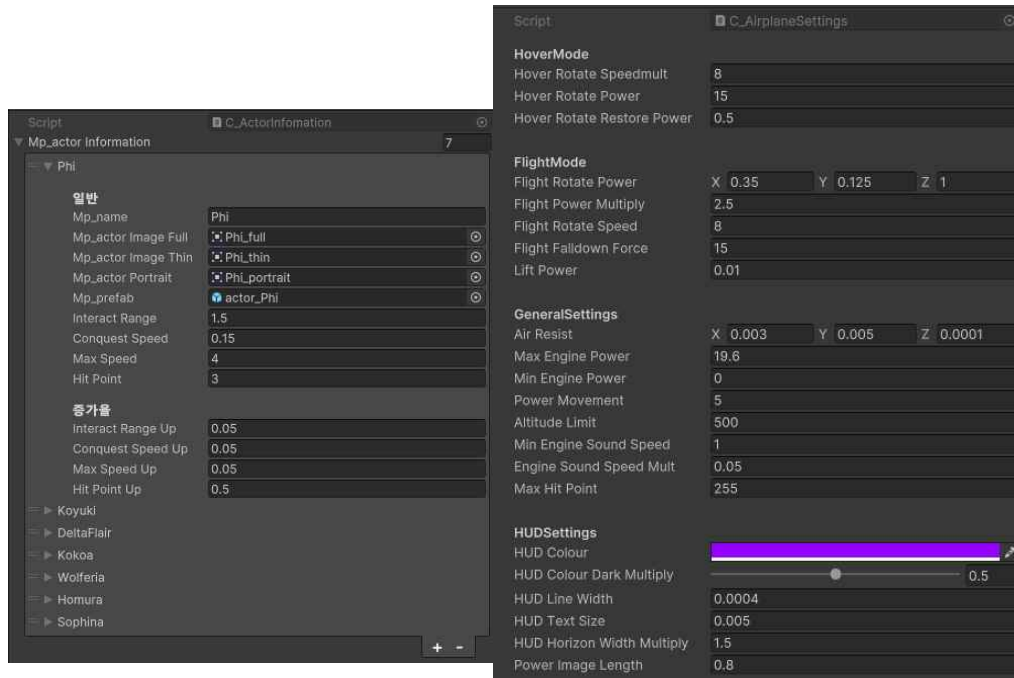 Script C_ActorInfomation
Mp_actor Information 7
Phi
일반
Mp_name Phi
Mp_actor Image Full Phi_full
Mp_actor Image Thin Phi_thin
Mp_actor Portrait Phi_portrait
Mp_prefab actor_Phi
Interact Range 1.5
Conquest Speed 0.15
Max Speed 4
Hit Point 3
증가율
Interact Range Up 0.05
Conquest Speed Up 0.05
Max Speed Up 0.05
Hit Point Up 0.5
Koyuki
DeltaFlair
Kokoa
Wolferia
Homura
Sophina
+ -
Script C_AirplaneSettings
HoverMode
Hover Rotate Speedmult 8
Hover Rotate Power 15
Hover Rotate Restore Power 0.5
FlightMode
Flight Rotate Power X 0.35 Y 0.125 Z 1
Flight Power Multiply 2.5
Flight Rotate Speed 8
Flight Falldown Force 15
Lift Power 0.01
GeneralSettings
Air Resist X 0.003 Y 0.005 Z 0.0001
Max Engine Power 19.6
Min Engine Power 0
Power Movement 5
Altitude Limit 500
Min Engine Sound Speed 1
Engine Sound Speed Mult 0.05
Max Hit Point 255
HUDSettings
HUD Colour
HUD Colour Dark Multiply 0.5
HUD Line Width 0.0004
HUD Text Size 0.005
HUD Horizon Width Multiply 1.5
Power Image Length 0.8